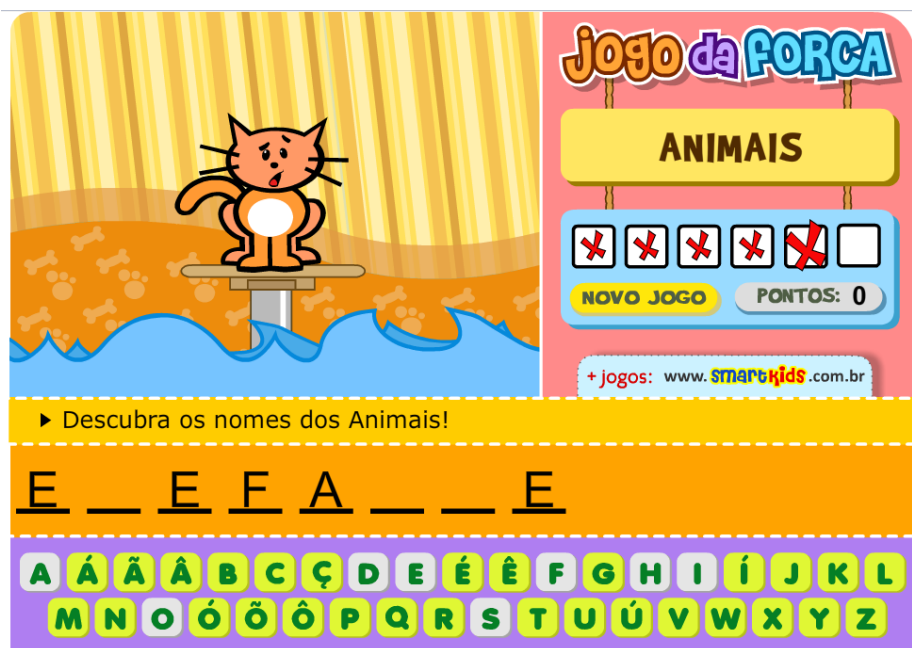 jogo da FORCA
ANIMAIS
NOVO JOGO
PONTOS: 0
+ jogos: www.smartkids.com.br
Descubra os nomes dos Animais!
E _ E F A _ _ E
A Á Ã Â B C Ç D E É Ê F G H I Í J K L
M N O Ó Õ Ô P Q R S T U Ú V W X Y Z